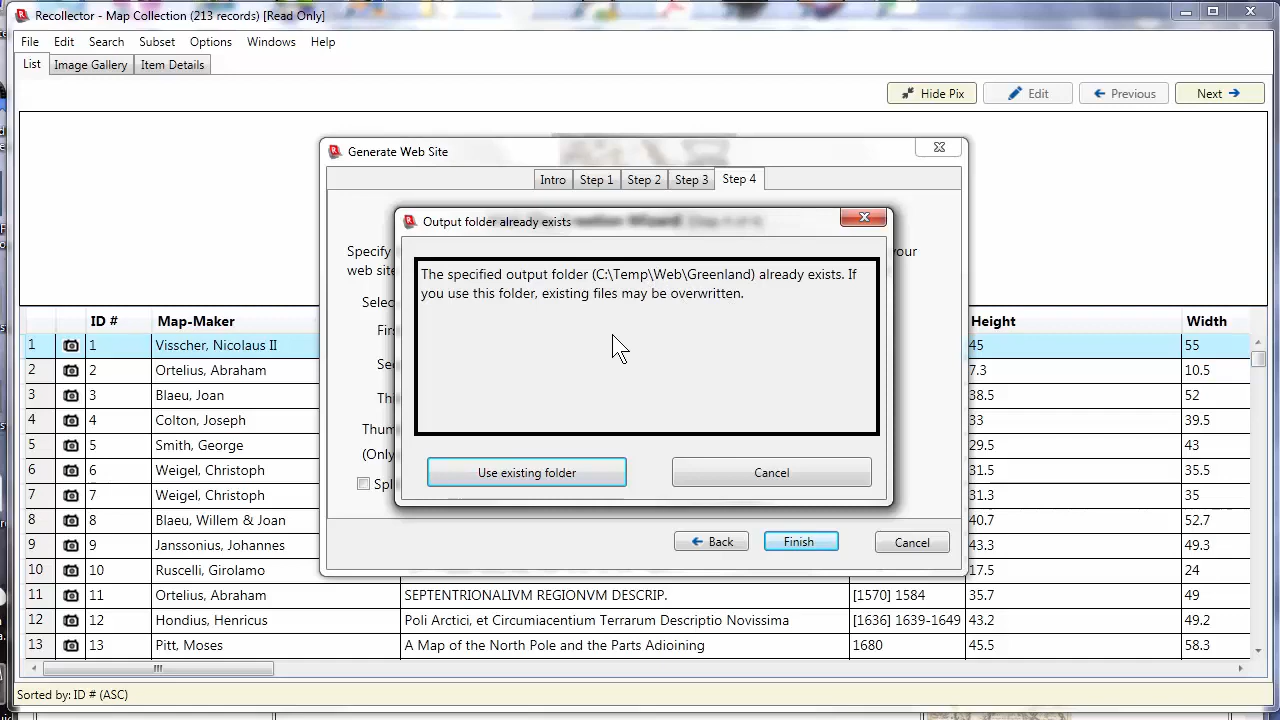 Recollector - Map Collection (213 records) [Read Only]
File Edit Search Subset Options Windows Help
List Image Gallery Item Details
Hide Pix Edit Previous Next
Generate Web Site
Intro Step 1 Step 2 Step 3 Step 4
Output folder already exists
Specify your
web site
The specified output folder (C:\Temp\Web\Greenland) already exists. If
you use this folder, existing files may be overwritten.
Use existing folder Cancel
Back Finish Cancel
ID # Map-Maker Height Width
1 1 Visscher, Nicolaus II 45 55
2 2 Ortelius, Abraham 7.3 10.5
3 3 Blaeu, Joan 38.5 52
4 4 Colton, Joseph 33 39.5
5 5 Smith, George 29.5 43
6 6 Weigel, Christoph 31.5 35.5
7 7 Weigel, Christoph 31.3 35
8 8 Blaeu, Willem & Joan 40.7 52.7
9 9 Janssonius, Johannes 43.3 49.3
10 10 Ruscelli, Girolamo 17.5 24
11 11 Ortelius, Abraham SEPTENTRIONALIVM REGIONVM DESCRIP. [1570] 1584 35.7 49
12 12 Hondius, Henricus Poli Arctici, et Circumiacentium Terrarum Descriptio Novissima [1636] 1639-1649 43.2 49.2
13 13 Pitt, Moses A Map of the North Pole and the Parts Adioining 1680 45.5 58.3
Sorted by: ID # (ASC)